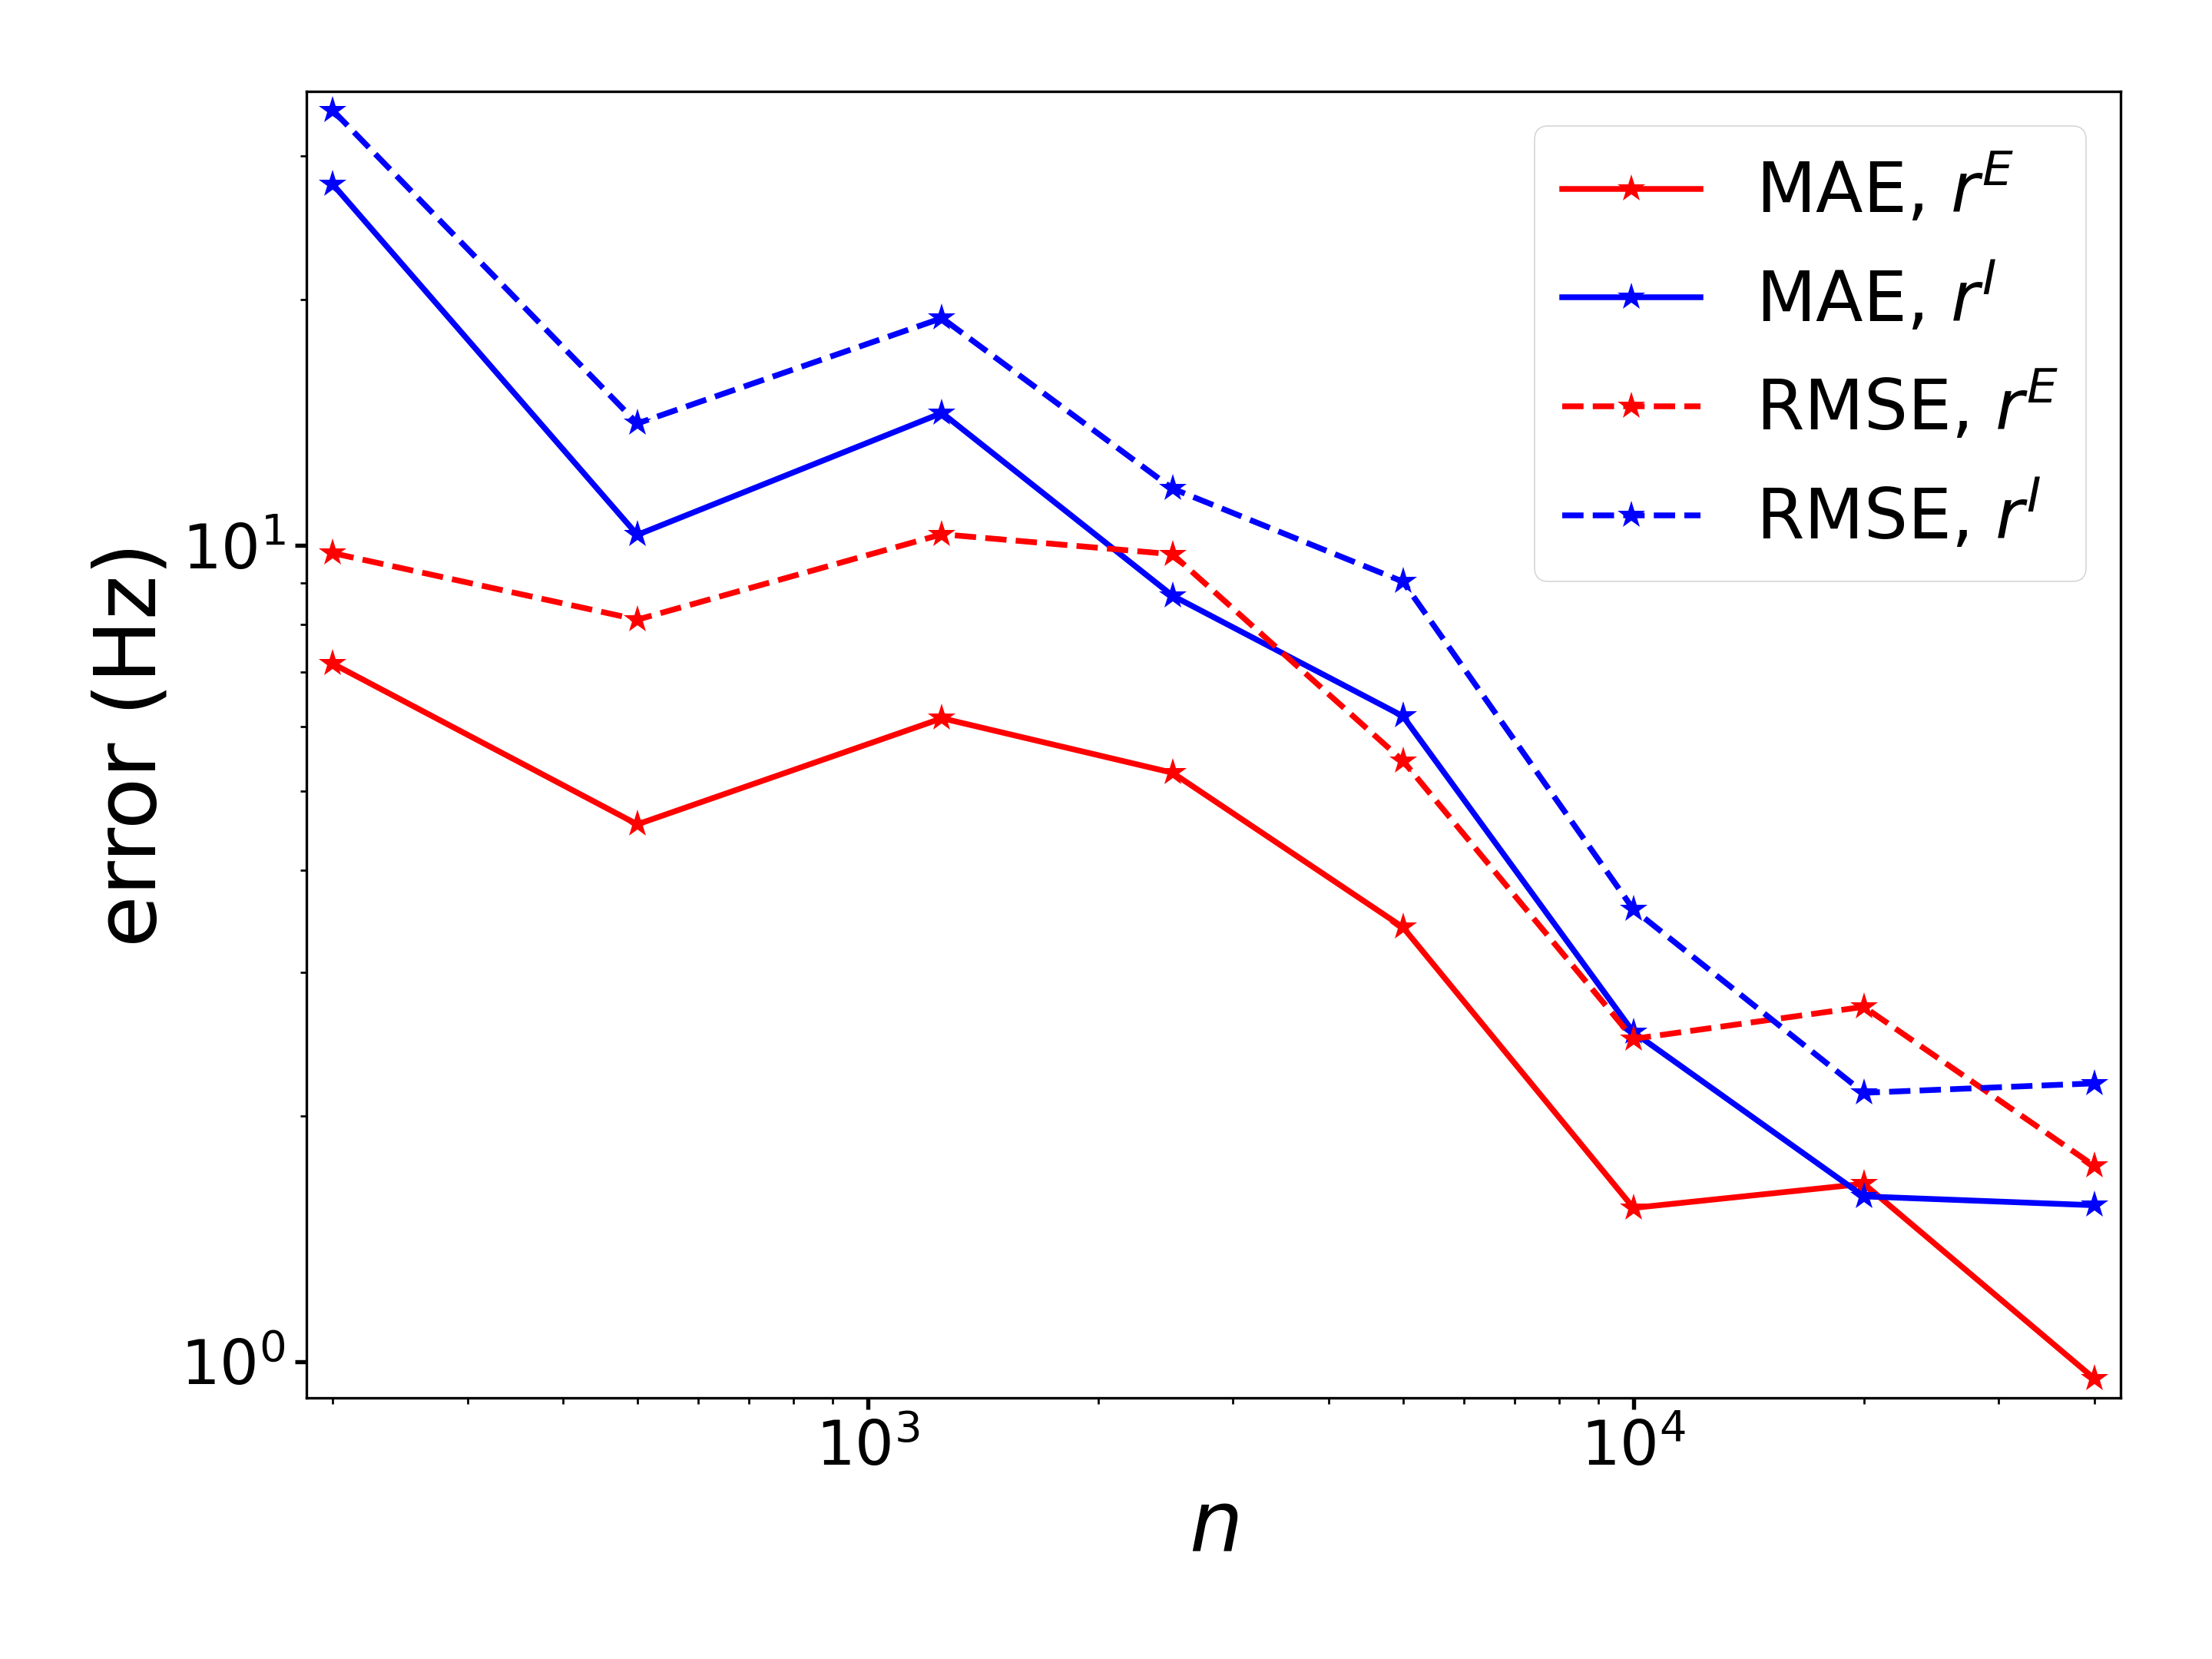 MAE, r^E
MAE, r^I
RMSE, r^E
RMSE, r^I
error (Hz)
10^1
10^0
10^3
10^4
n